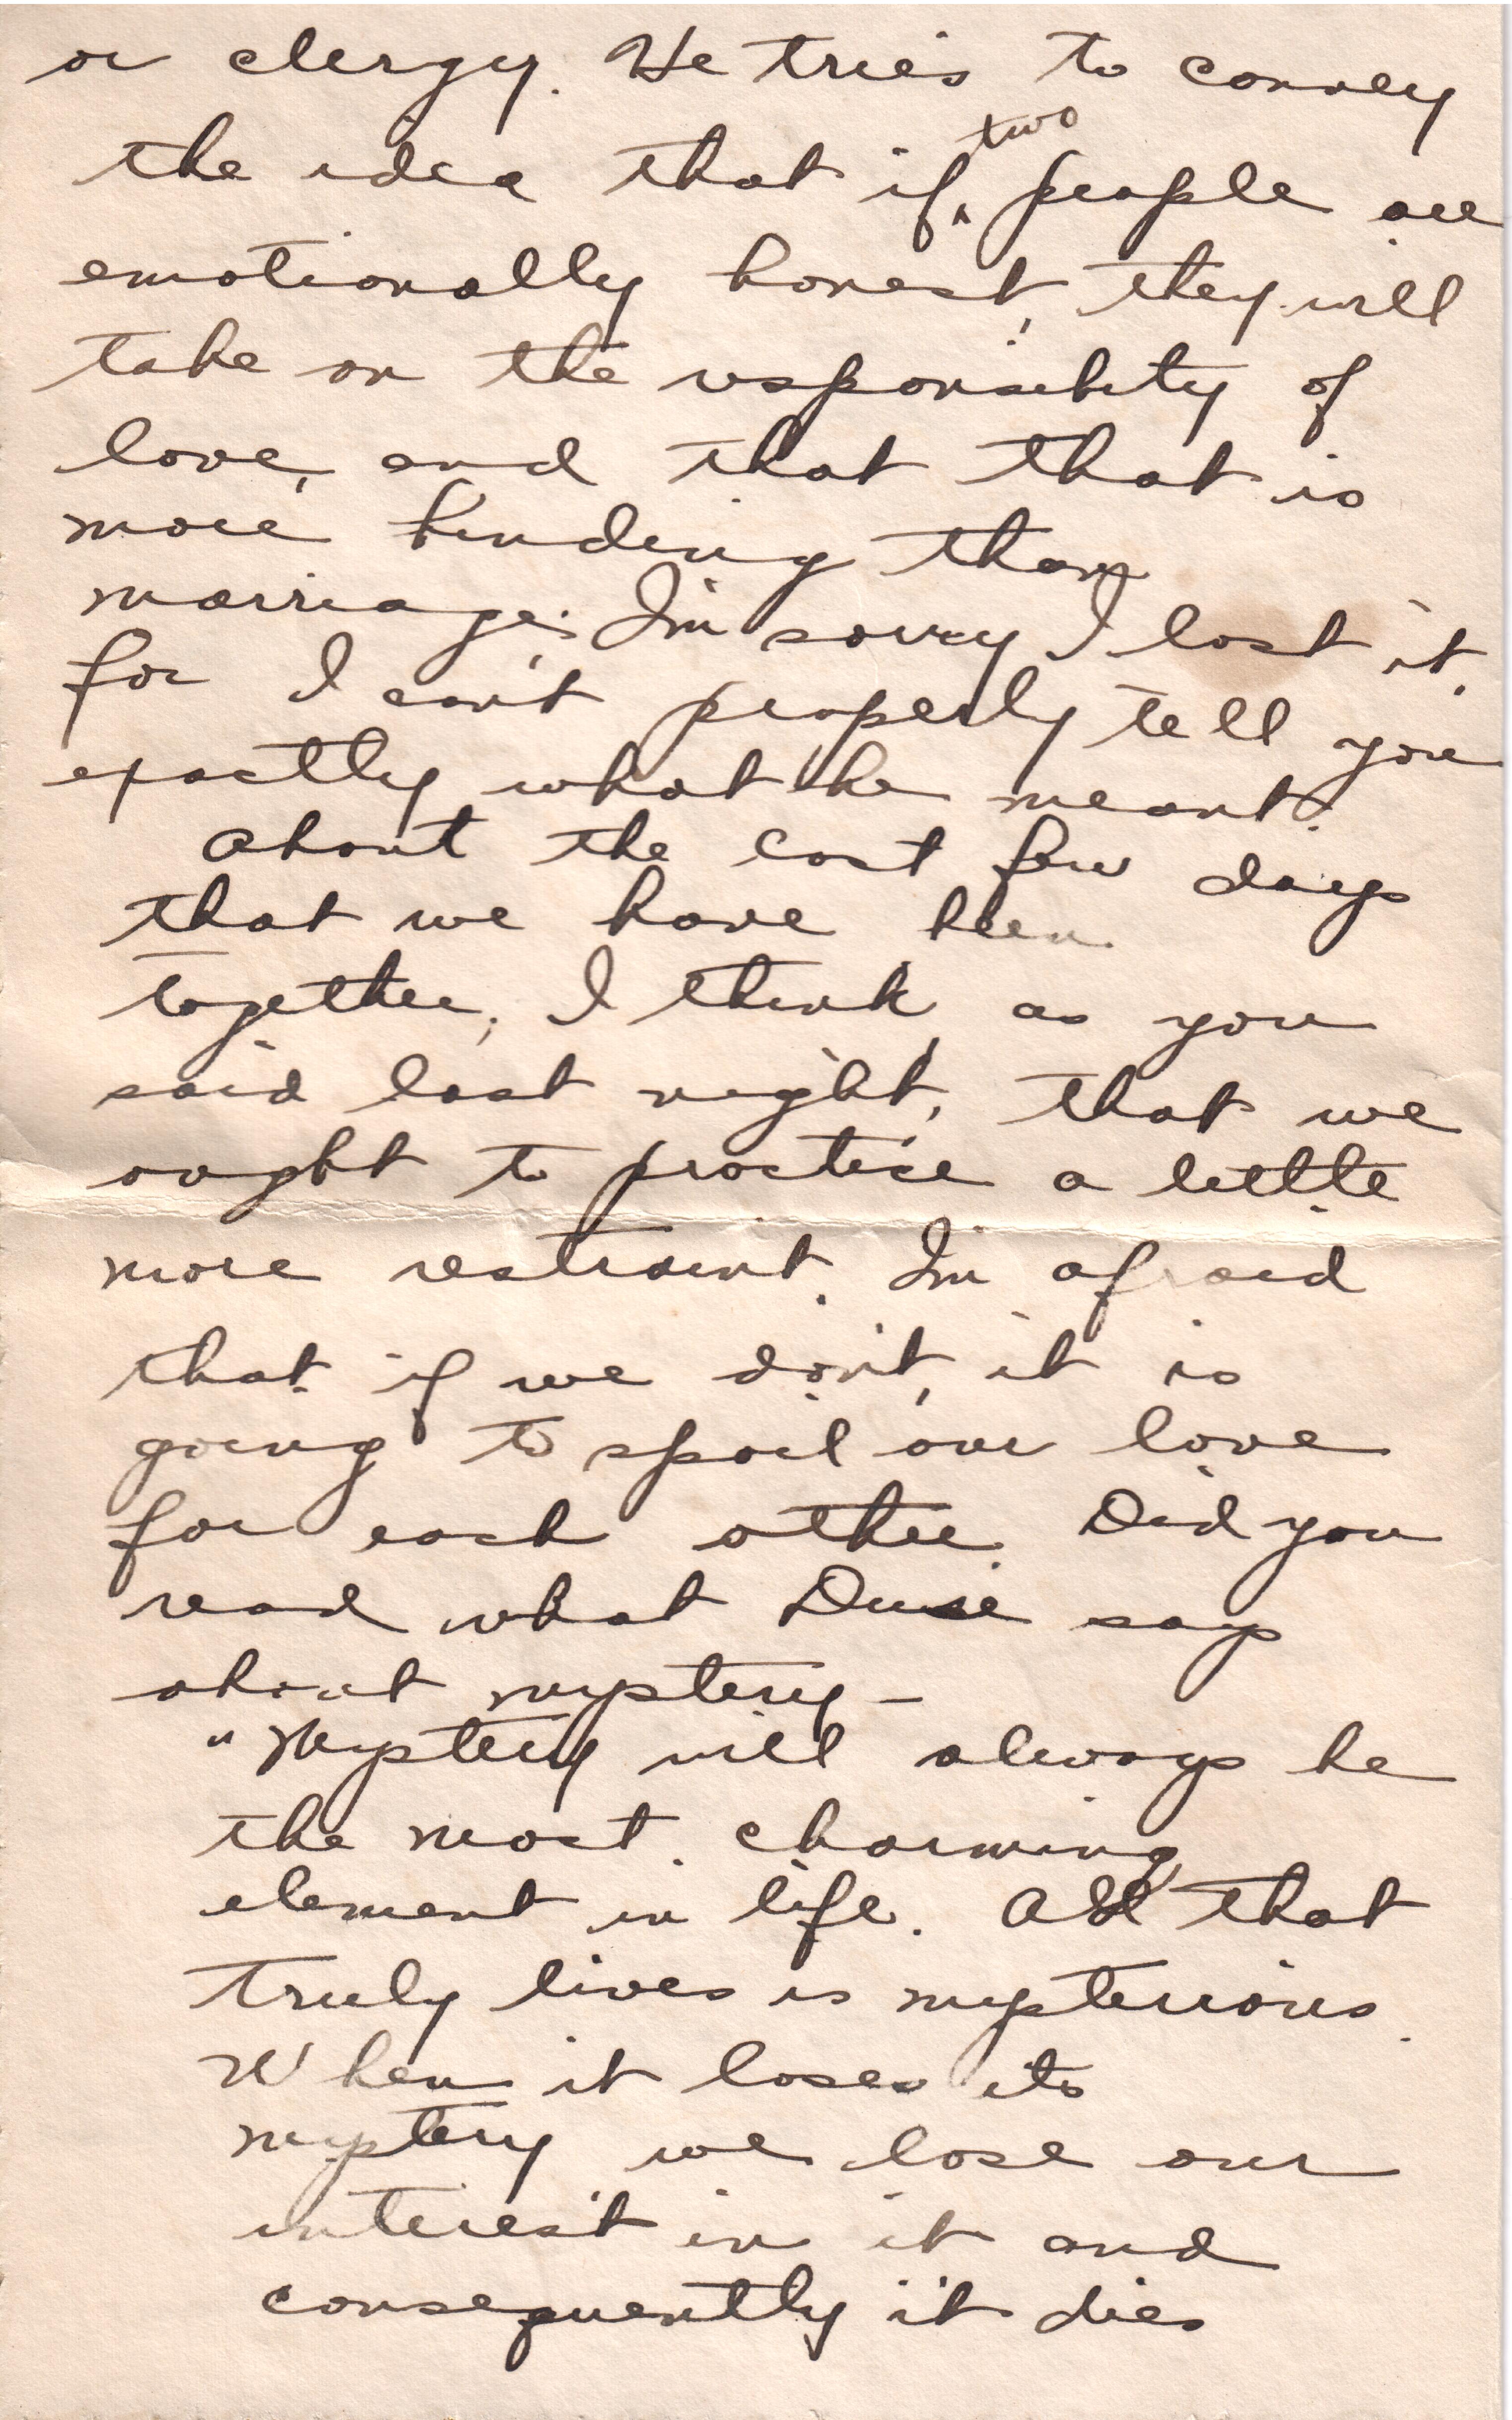 or clergy. He tries to convey
two
the idea that if people are
emotionally honest, they will
take on the responsibility of
love, and that that is
more binding than
marriage. I'm sorry I lost it,
for I can't properly tell you
exactly what he meant.
About the last few days
that we have been
together, I think, as you
said last night, that we
ought to practice a little
more restraint. I'm afraid
that if we don't, it is
going to spoil our love
for each other. Did you
read what Duse says
about mystery –
"Mystery will always be
the most charming
element in life. All that
truly lives is mysterious.
When it loses its
mystery we lose our
interest in it and
consequently it dies